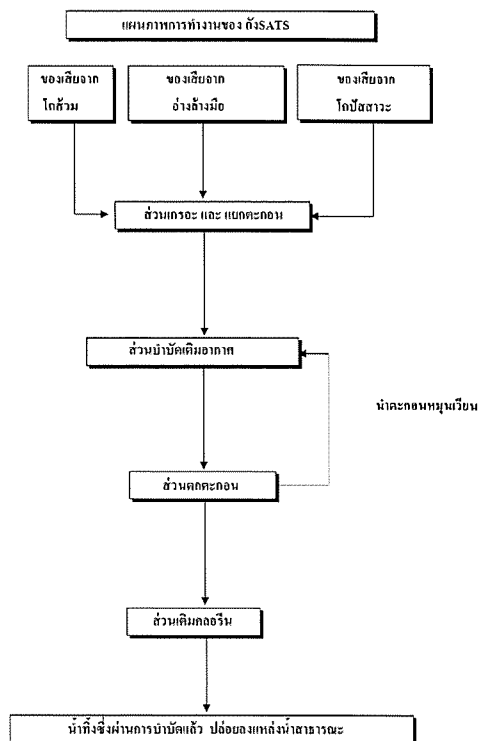 แผนภาพการทำงานของ ถังSATS
ของเสียจาก
โถส้วม
ของเสียจาก
อ่างล้างมือ
ของเสียจาก
โถปัสสาวะ
ส่วนเกรอะ และ แยกตะกอน
ส่วนบำบัดเติมอากาศ
นำตะกอนหมุนเวียน
ส่วนตกตะกอน
ส่วนเติมคลอรีน
น้ำทิ้งซึ่งผ่านการบำบัดแล้ว ปล่อยลงแหล่งน้ำสาธารณะ